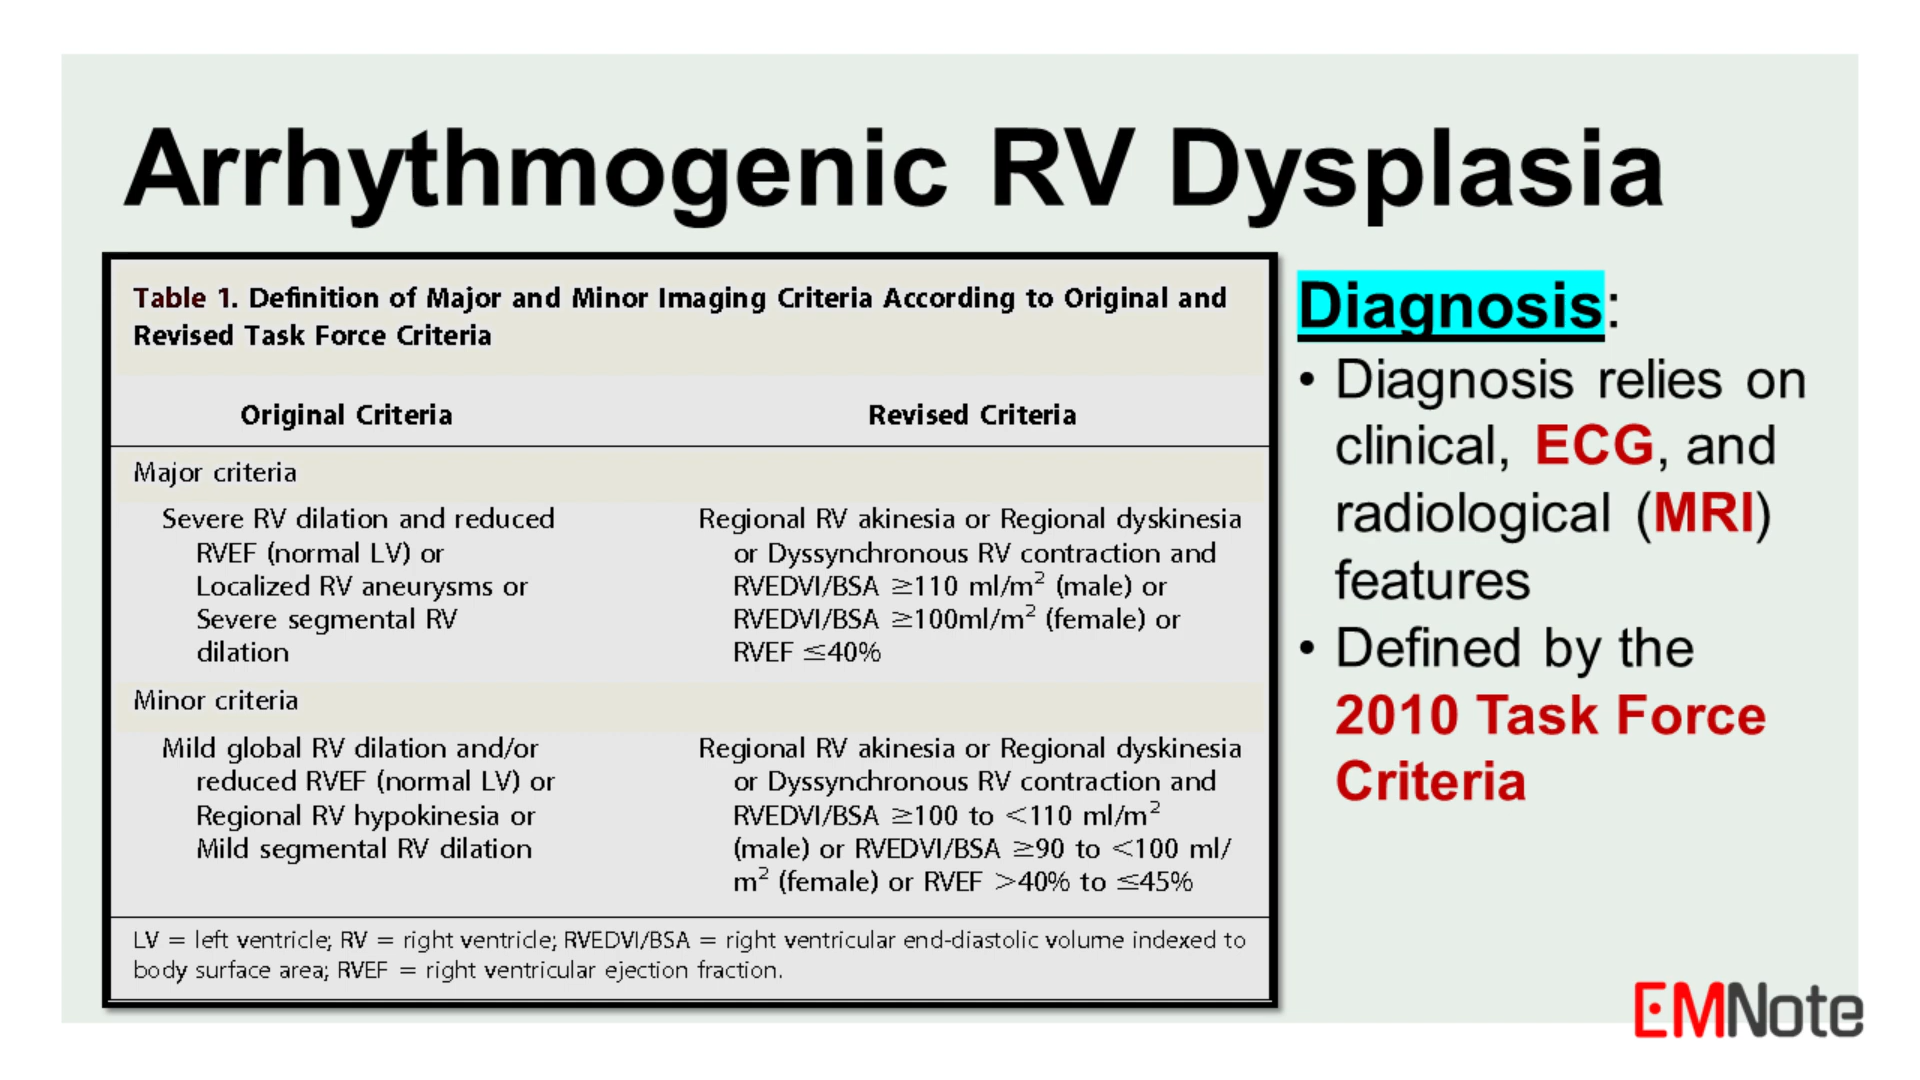 Arrhythmogenic RV Dysplasia
Table 1. Definition of Major and Minor Imaging Criteria According to Original and
Revised Task Force Criteria
Original Criteria
Revised Criteria
Major criteria
Severe RV dilation and reduced
RVEF (normal LV) or
Localized RV aneurysms or
Severe segmental RV
dilation
Regional RV akinesia or Regional dyskinesia
or Dyssynchronous RV contraction and
RVEDVI/BSA ≥110 ml/m² (male) or
RVEDVI/BSA ≥100ml/m² (female) or
RVEF ≤40%
Minor criteria
Mild global RV dilation and/or
reduced RVEF (normal LV) or
Regional RV hypokinesia or
Mild segmental RV dilation
Regional RV akinesia or Regional dyskinesia
or Dyssynchronous RV contraction and
RVEDVI/BSA ≥100 to <110 ml/m²
(male) or RVEDVI/BSA ≥90 to <100 ml/
m² (female) or RVEF >40% to ≤45%
LV = left ventricle; RV = right ventricle; RVEDVI/BSA = right ventricular end-diastolic volume indexed to
body surface area; RVEF = right ventricular ejection fraction.
Diagnosis:
• Diagnosis relies on
clinical, ECG, and
radiological (MRI)
features
• Defined by the
2010 Task Force
Criteria
EMNote